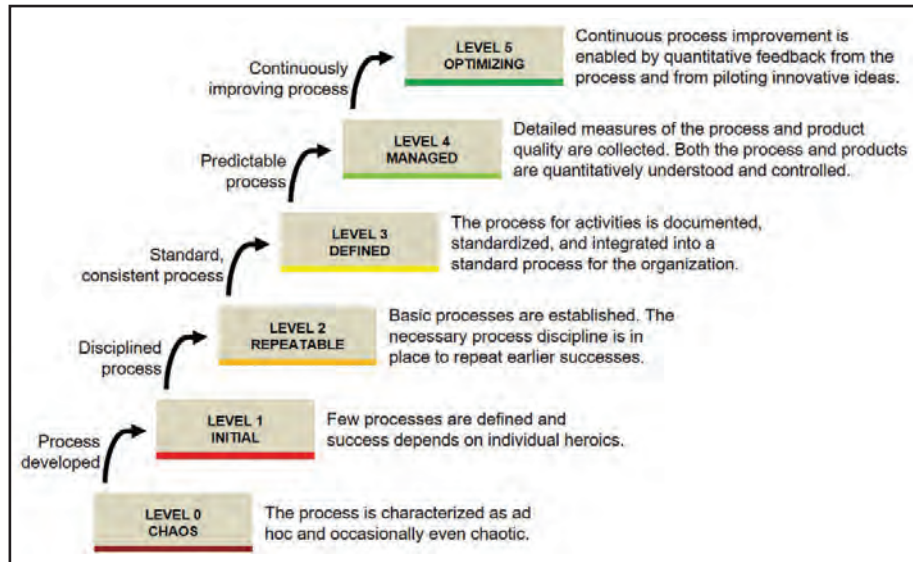 LEVEL 5
OPTIMIZING
Continuous process improvement is
enabled by quantitative feedback from the
process and from piloting innovative ideas.
Continuously
improving process
LEVEL 4
MANAGED
Detailed measures of the process and product
quality are collected. Both the process and products
are quantitatively understood and controlled.
Predictable
process
LEVEL 3
DEFINED
The process for activities is documented,
standardized, and integrated into a
standard process for the organization.
Standard,
consistent process
LEVEL 2
REPEATABLE
Basic processes are established. The
necessary process discipline is in
place to repeat earlier successes.
Disciplined
process
LEVEL 1
INITIAL
Few processes are defined and
success depends on individual heroics.
Process
developed
LEVEL 0
CHAOS
The process is characterized as ad
hoc and occasionally even chaotic.